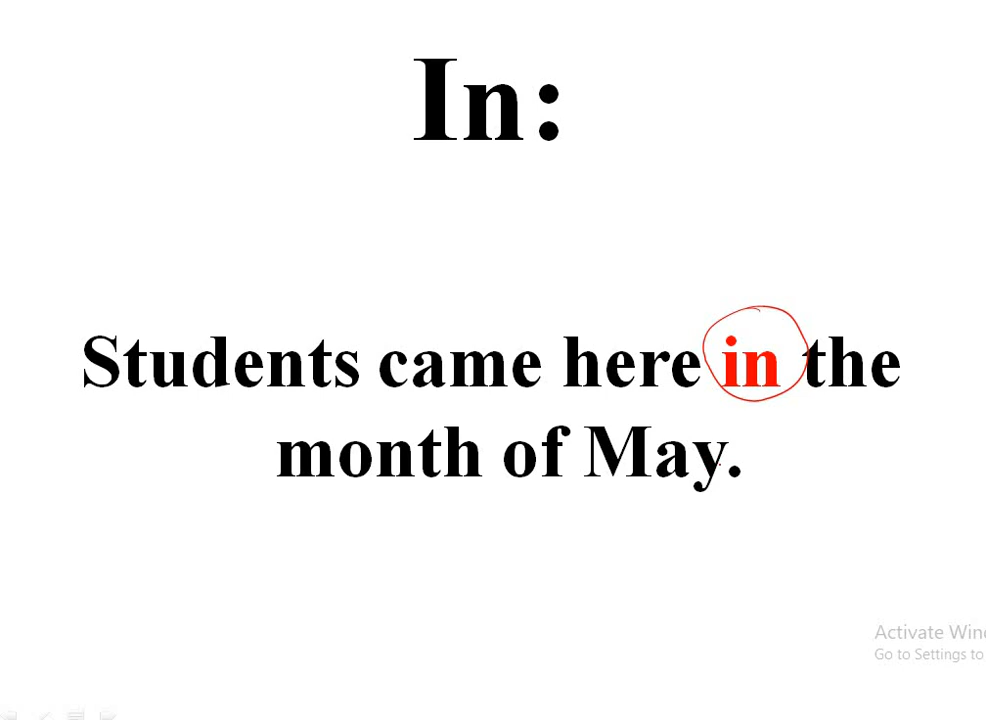 In:
Students came here in the
month of May.
Activate Win
Go to Settings to